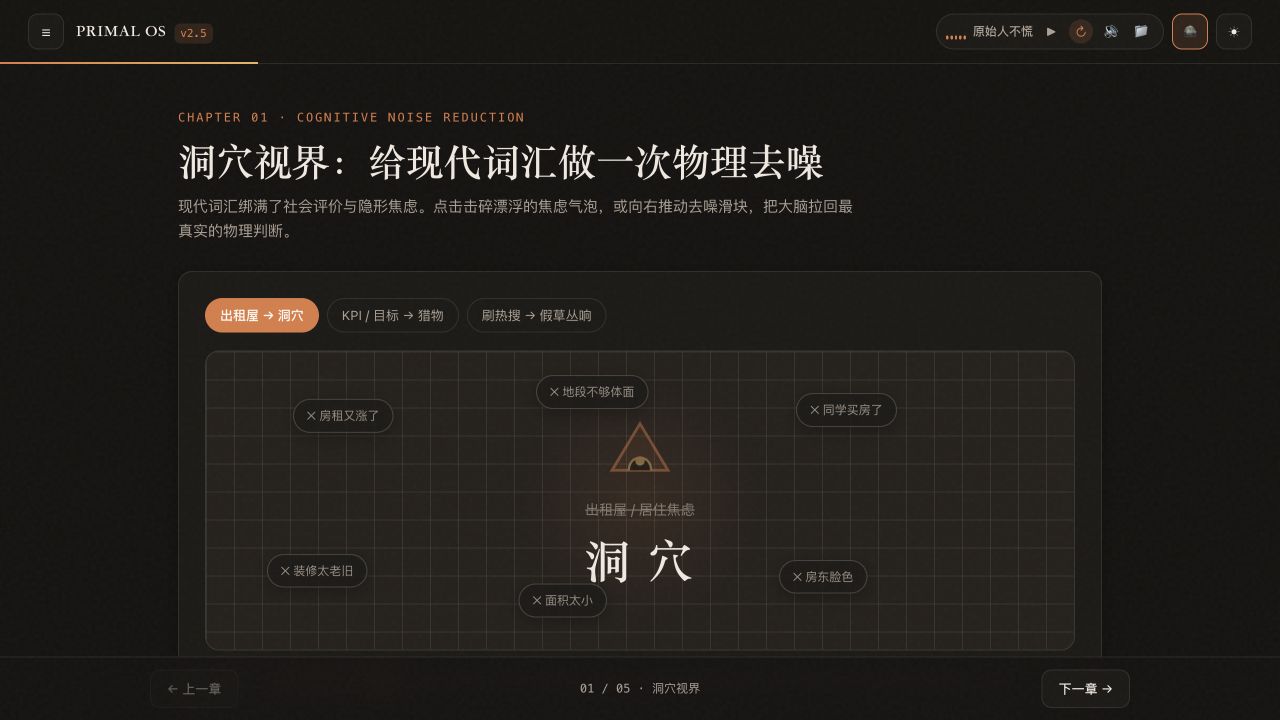 ≡
PRIMAL OS v2.5
原始人不慌
CHAPTER 01 · COGNITIVE NOISE REDUCTION
洞穴视界：给现代词汇做一次物理去噪
现代词汇绑满了社会评价与隐形焦虑。点击击碎漂浮的焦虑气泡，或向右推动去噪滑块，把大脑拉回最
真实的物理判断。
出租屋 → 洞穴
KPI / 目标 → 猎物
刷热搜 → 假草丛响
× 地段不够体面
× 同学买房了
× 房租又涨了
出租屋 / 居住焦虑
洞穴
× 装修太老旧
× 房东脸色
× 面积太小
← 上一章
01 / 05 · 洞穴视界
下一章 →